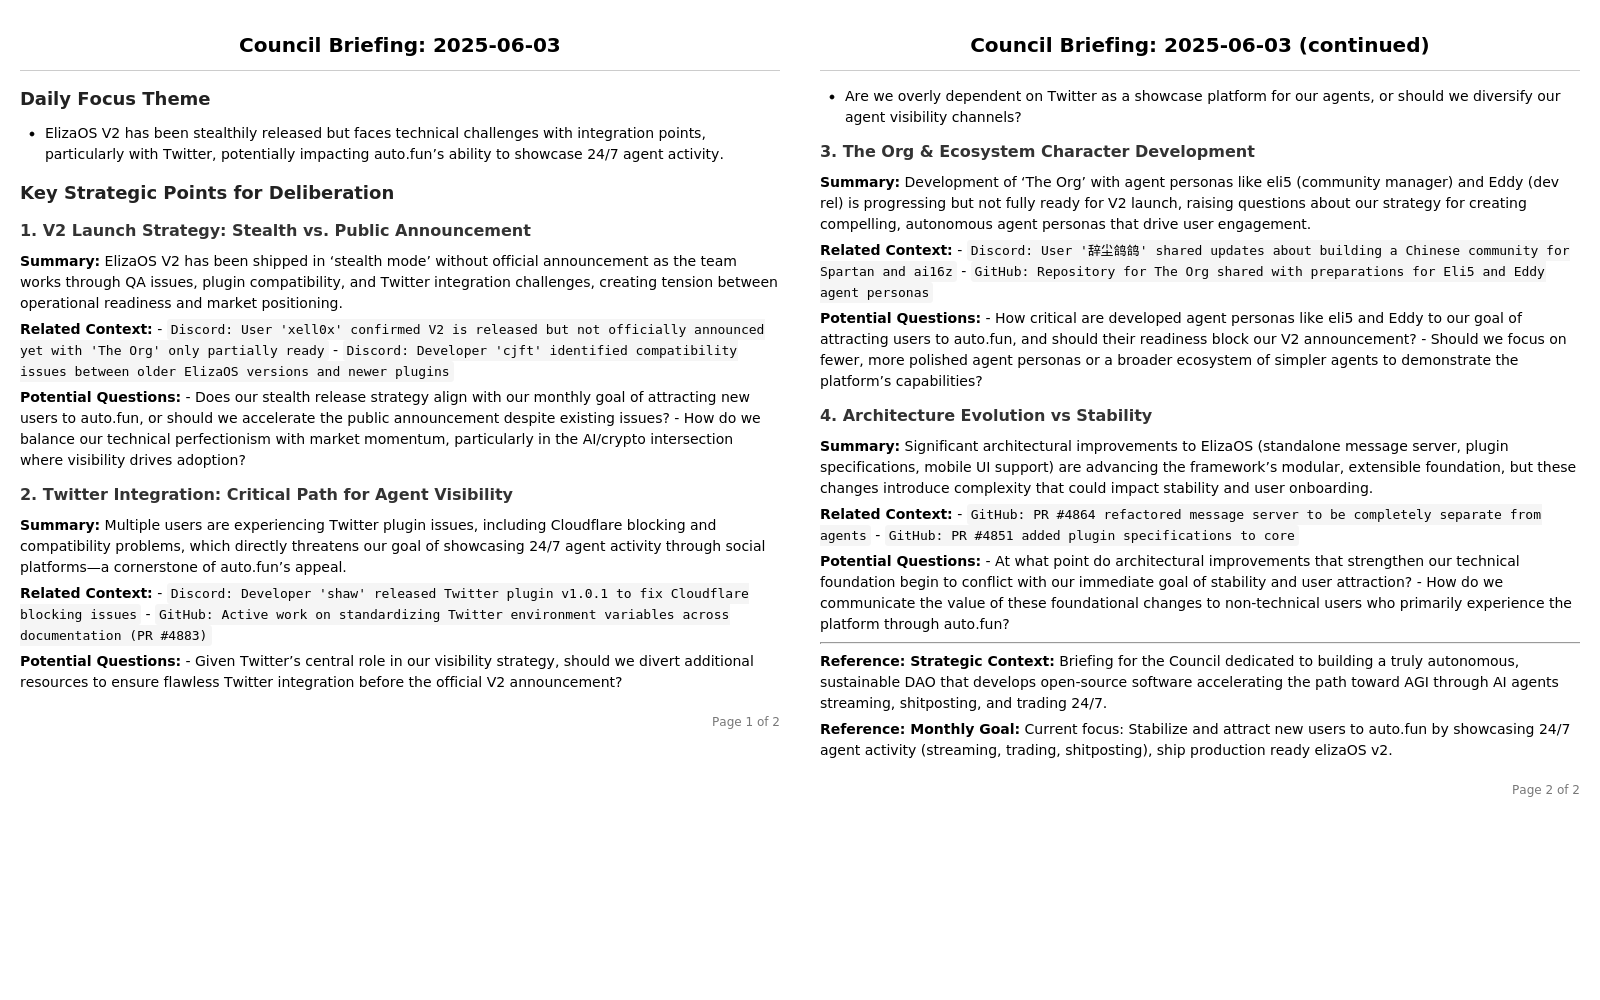 Council Briefing: 2025-06-03
Daily Focus Theme
• ElizaOS V2 has been stealthily released but faces technical challenges with integration points,
particularly with Twitter, potentially impacting auto.fun’s ability to showcase 24/7 agent activity.
Key Strategic Points for Deliberation
1. V2 Launch Strategy: Stealth vs. Public Announcement
Summary: ElizaOS V2 has been shipped in ‘stealth mode’ without official announcement as the team
works through QA issues, plugin compatibility, and Twitter integration challenges, creating tension between
operational readiness and market positioning.
Related Context: - Discord: User 'xell0x' confirmed V2 is released but not officially announced
yet with 'The Org' only partially ready - Discord: Developer 'cjft' identified compatibility
issues between older ElizaOS versions and newer plugins
Potential Questions: - Does our stealth release strategy align with our monthly goal of attracting new
users to auto.fun, or should we accelerate the public announcement despite existing issues? - How do we
balance our technical perfectionism with market momentum, particularly in the AI/crypto intersection
where visibility drives adoption?
2. Twitter Integration: Critical Path for Agent Visibility
Summary: Multiple users are experiencing Twitter plugin issues, including Cloudflare blocking and
compatibility problems, which directly threatens our goal of showcasing 24/7 agent activity through social
platforms—a cornerstone of auto.fun’s appeal.
Related Context: - Discord: Developer 'shaw' released Twitter plugin v1.0.1 to fix Cloudflare
blocking issues - GitHub: Active work on standardizing Twitter environment variables across
documentation (PR #4883)
Potential Questions: - Given Twitter’s central role in our visibility strategy, should we divert additional
resources to ensure flawless Twitter integration before the official V2 announcement?
Page 1 of 2
Council Briefing: 2025-06-03 (continued)
• Are we overly dependent on Twitter as a showcase platform for our agents, or should we diversify our
agent visibility channels?
3. The Org & Ecosystem Character Development
Summary: Development of ‘The Org’ with agent personas like eli5 (community manager) and Eddy (dev
rel) is progressing but not fully ready for V2 launch, raising questions about our strategy for creating
compelling, autonomous agent personas that drive user engagement.
Related Context: - Discord: User '辞尘鸽鸽' shared updates about building a Chinese community for
Spartan and ai16z - GitHub: Repository for The Org shared with preparations for Eli5 and Eddy
agent personas
Potential Questions: - How critical are developed agent personas like eli5 and Eddy to our goal of
attracting users to auto.fun, and should their readiness block our V2 announcement? - Should we focus on
fewer, more polished agent personas or a broader ecosystem of simpler agents to demonstrate the
platform’s capabilities?
4. Architecture Evolution vs Stability
Summary: Significant architectural improvements to ElizaOS (standalone message server, plugin
specifications, mobile UI support) are advancing the framework’s modular, extensible foundation, but these
changes introduce complexity that could impact stability and user onboarding.
Related Context: - GitHub: PR #4864 refactored message server to be completely separate from
agents - GitHub: PR #4851 added plugin specifications to core
Potential Questions: - At what point do architectural improvements that strengthen our technical
foundation begin to conflict with our immediate goal of stability and user attraction? - How do we
communicate the value of these foundational changes to non-technical users who primarily experience the
platform through auto.fun?
Reference: Strategic Context: Briefing for the Council dedicated to building a truly autonomous,
sustainable DAO that develops open-source software accelerating the path toward AGI through AI agents
streaming, shitposting, and trading 24/7.
Reference: Monthly Goal: Current focus: Stabilize and attract new users to auto.fun by showcasing 24/7
agent activity (streaming, trading, shitposting), ship production ready elizaOS v2.
Page 2 of 2